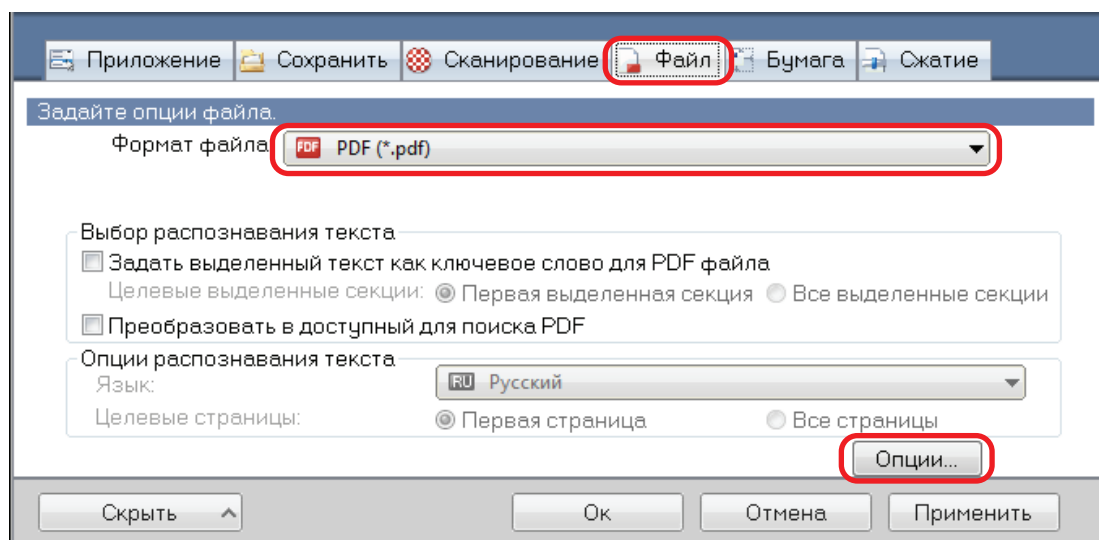 Приложение Сохранить Сканирование Файл Бумага Сжатие
Задайте опции файла.
Формат файла PDF PDF (*.pdf)
Выбор распознавания текста
Задать выделенный текст как ключевое слово для PDF файла
Целевые выделенные секции: Первая выделенная секция Все выделенные секции
Преобразовать в доступный для поиска PDF
Опции распознавания текста
Язык: RU Русский
Целевые страницы: Первая страница Все страницы
Опции...
Скрыть Ок Отмена Применить